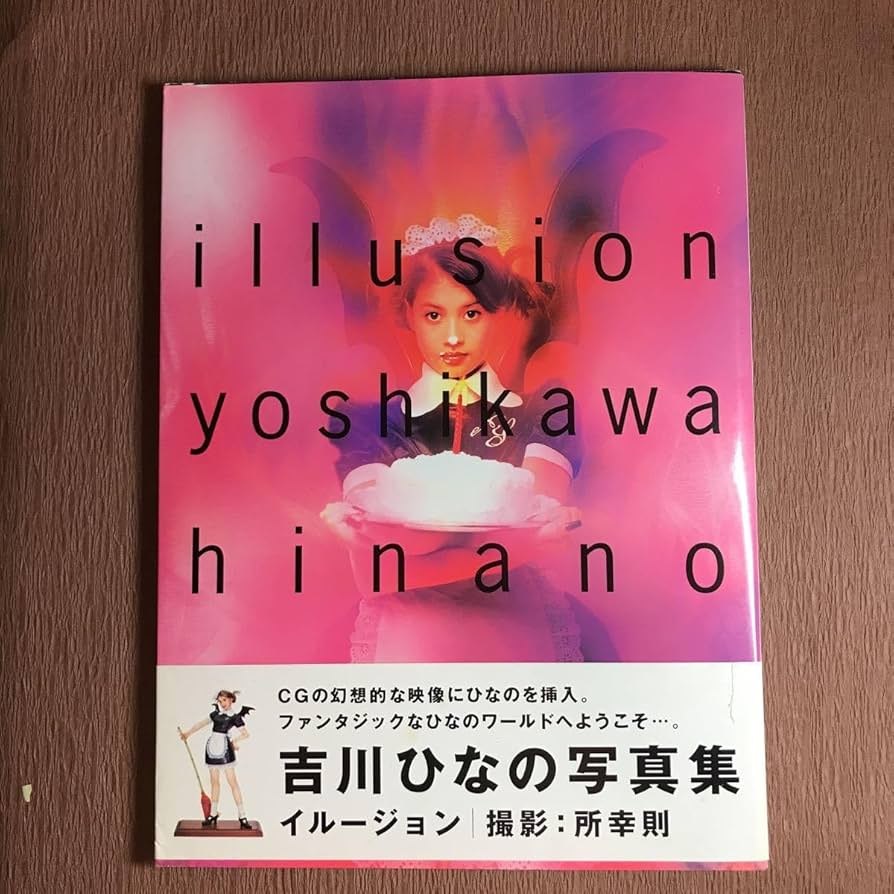 illusion
yoshikawa
hinano
CGの幻想的な映像にひなのを挿入。
ファンタジックなひなのワールドへようこそ…。
吉川ひなの写真集
イルージョン│撮影：所幸則